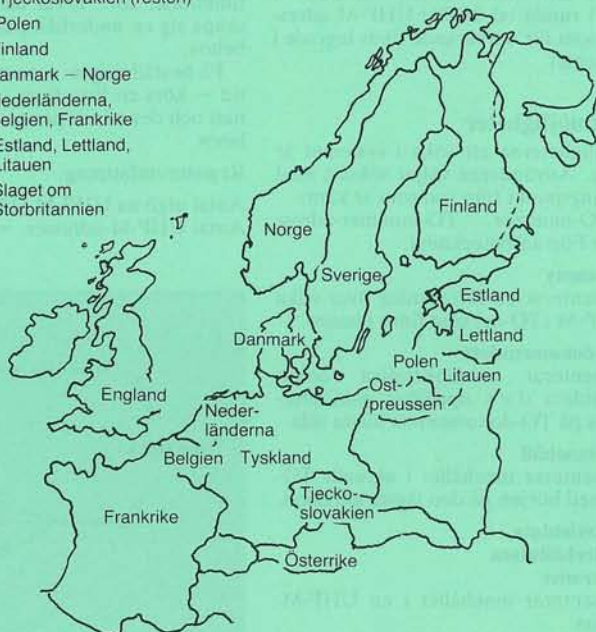 Tjeckoslovakien (resten)
Polen
Finland
Danmark – Norge
Nederländerna,
Belgien, Frankrike
Estland, Lettland,
Litauen
Slaget om
Storbritannien
Norge
Finland
Sverige
Estland
Danmark
Lettland
Polen
Litauen
Ost-
preussen
England
Neder-
länderna
Belgien Tyskland
Tjecko-
slovakien
Frankrike
Österrike